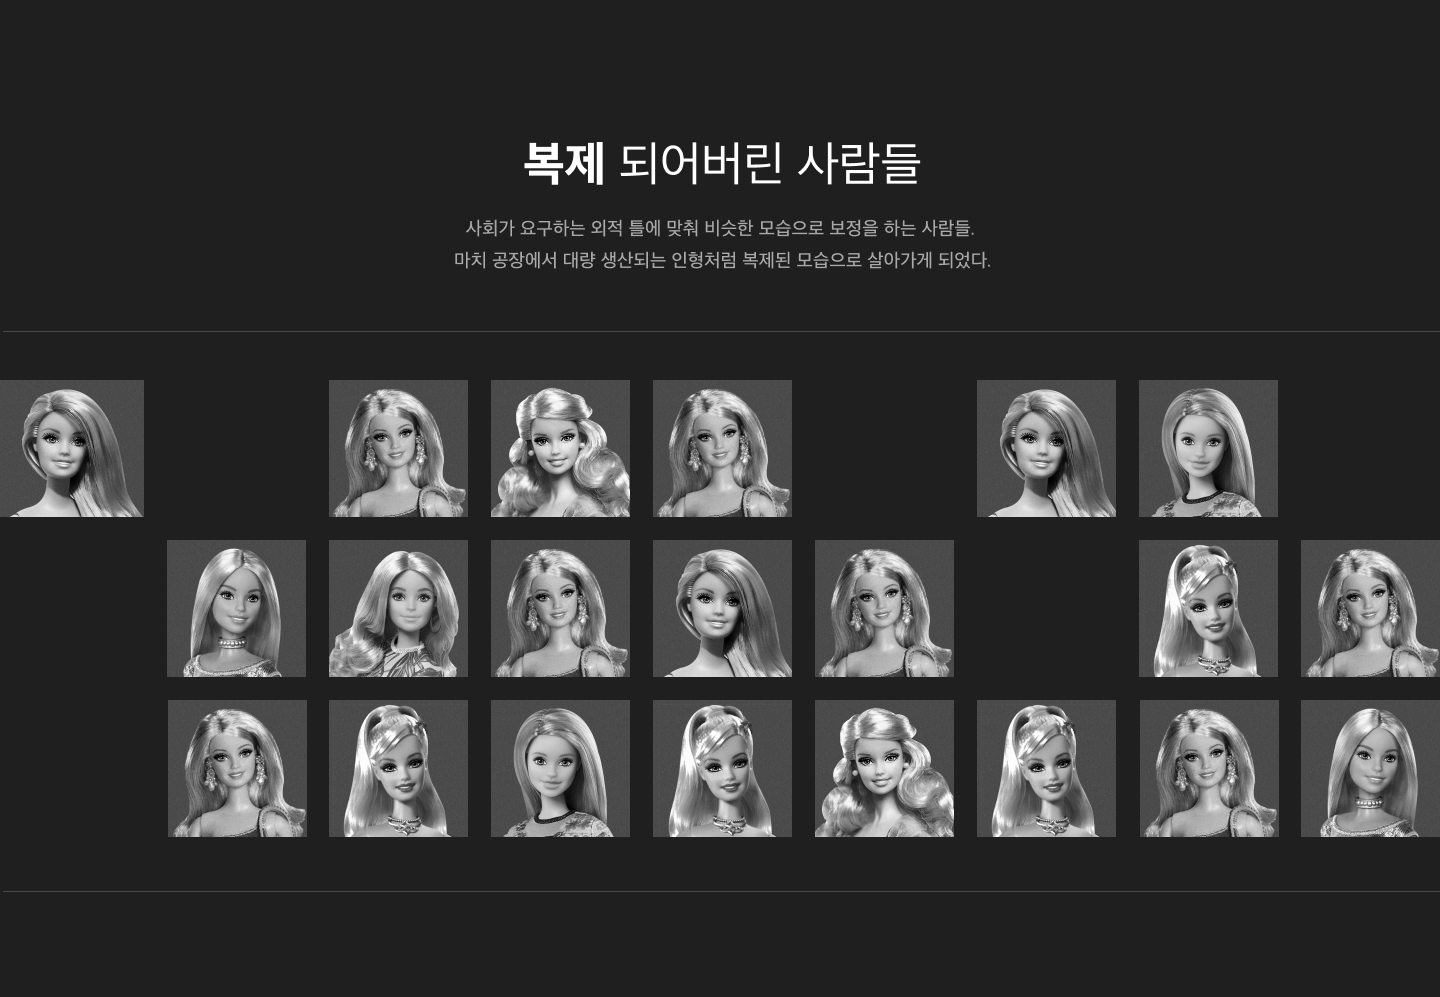 복제 되어버린 사람들
사회가 요구하는 외적 틀에 맞춰 비슷한 모습으로 보정을 하는 사람들.
마치 공장에서 대량 생산되는 인형처럼 복제된 모습으로 살아가게 되었다.